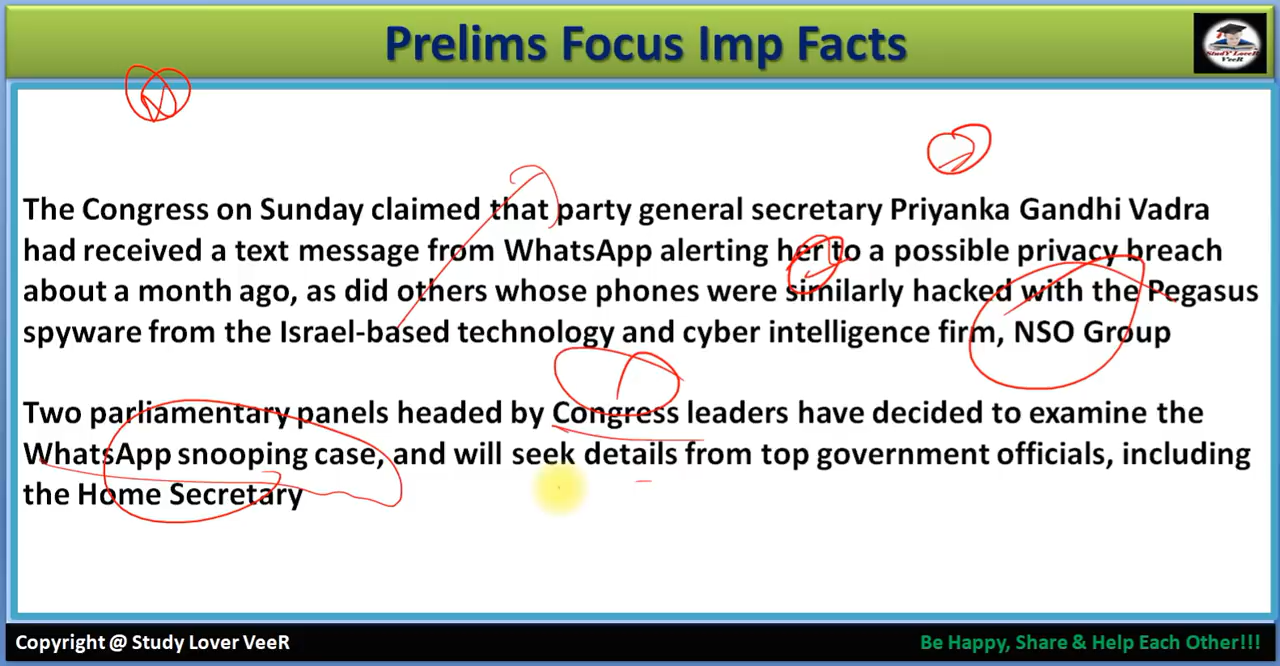 Prelims Focus Imp Facts
StudY LoveR
VeeR
The Congress on Sunday claimed that party general secretary Priyanka Gandhi Vadra
had received a text message from WhatsApp alerting her to a possible privacy breach
about a month ago, as did others whose phones were similarly hacked with the Pegasus
spyware from the Israel-based technology and cyber intelligence firm, NSO Group
Two parliamentary panels headed by Congress leaders have decided to examine the
WhatsApp snooping case, and will seek details from top government officials, including
the Home Secretary
Copyright @ Study Lover VeeR
Be Happy, Share & Help Each Other!!!